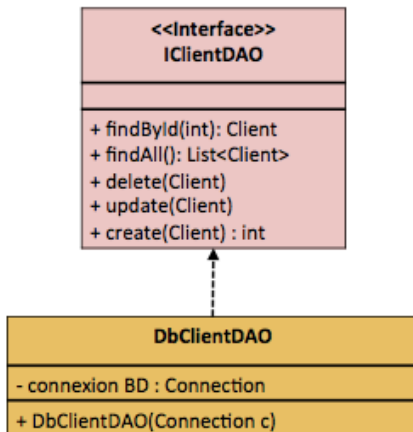 <<Interface>>
IClientDAO
+ findById(int): Client
+ findAll(): List<Client>
+ delete(Client)
+ update(Client)
+ create(Client) : int
DbClientDAO
- connexion BD : Connection
+ DbClientDAO(Connection c)